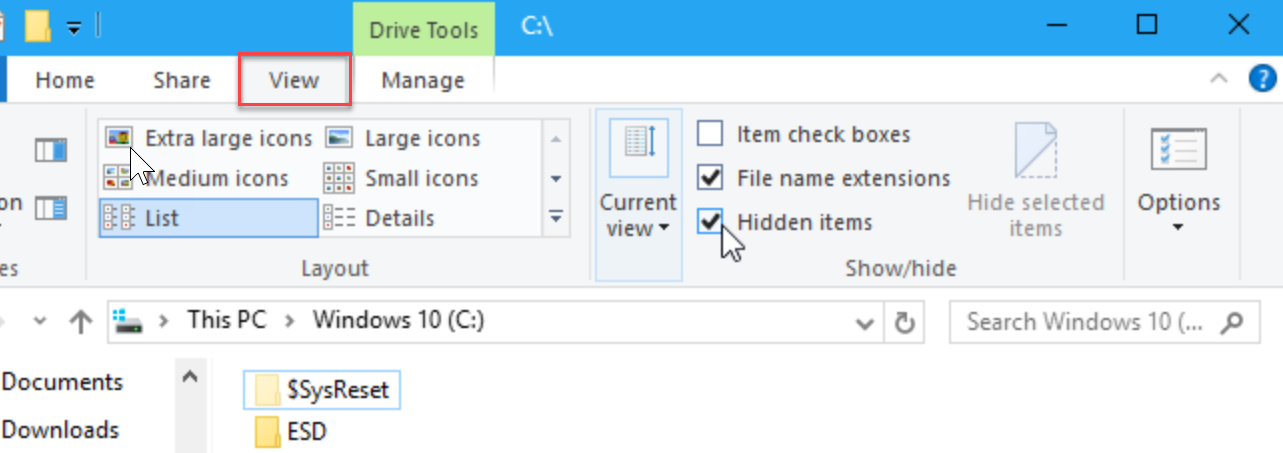 Drive Tools C:\
Home Share View Manage
Extra large icons Large icons
Medium icons Small icons
List Details
Layout
Current view
Item check boxes
File name extensions
Hidden items
Hide selected items
Show/hide
Options
This PC > Windows 10 (C:)
Search Windows 10 (...
Documents
Downloads
$SysReset
ESD